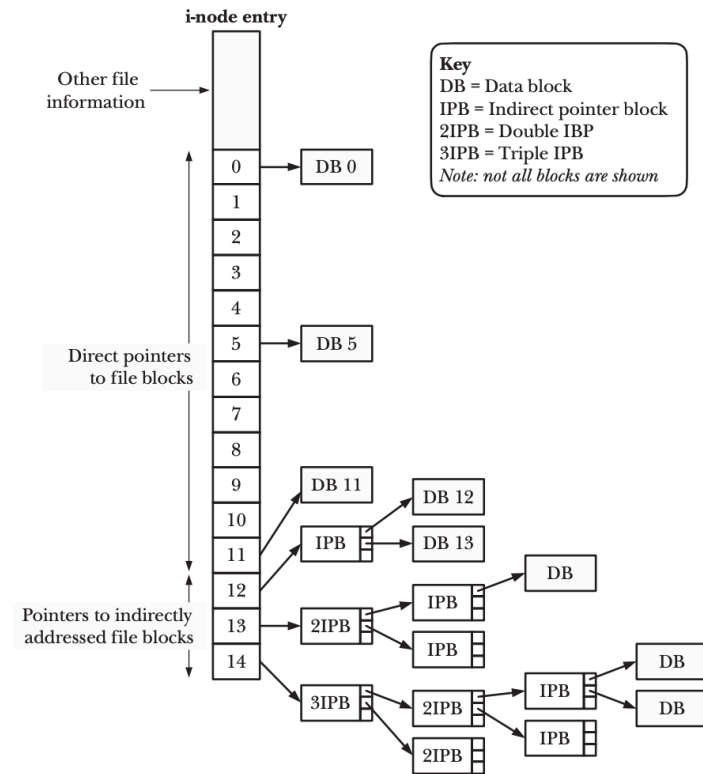 i-node entry
Other file
information
Key
DB = Data block
IPB = Indirect pointer block
2IPB = Double IBP
3IPB = Triple IPB
Note: not all blocks are shown
0
DB 0
1
2
3
4
5
DB 5
Direct pointers
to file blocks
6
7
8
9
DB 11
DB 12
10
IPB
DB 13
11
12
IPB
DB
Pointers to indirectly
addressed file blocks
13
2IPB
IPB
14
3IPB
2IPB
IPB
DB
DB
2IPB
IPB